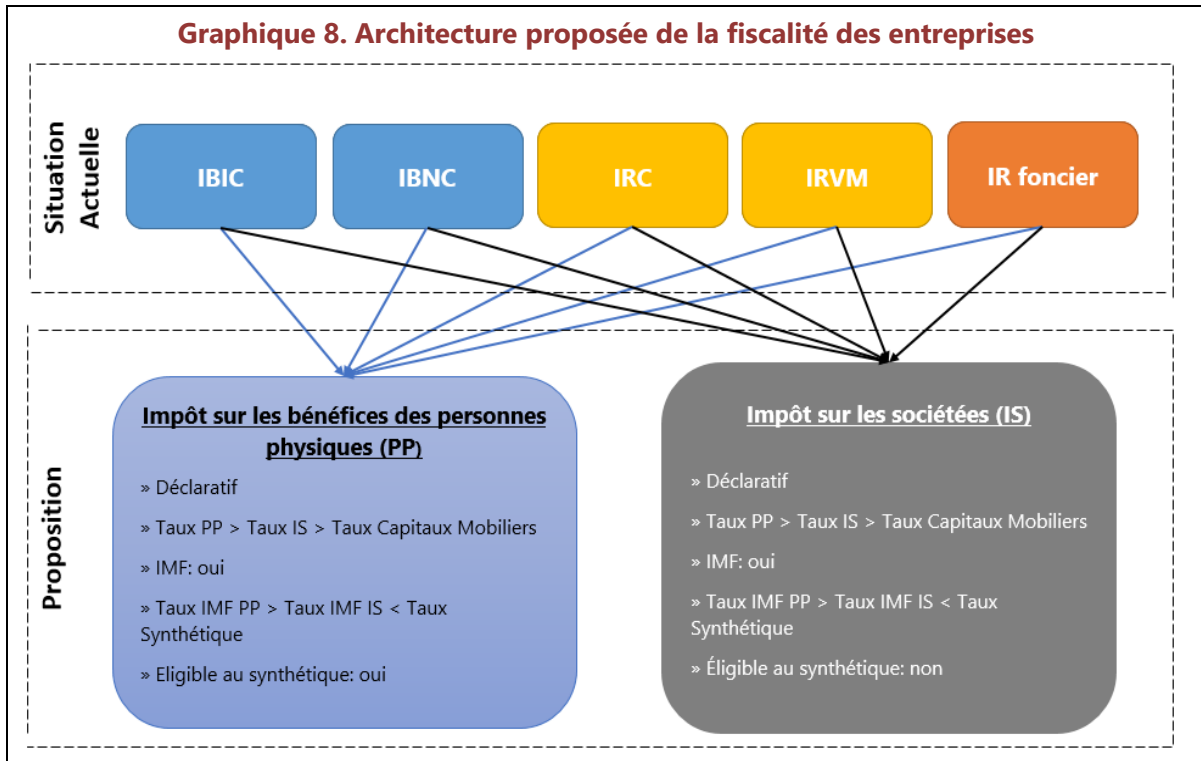 Graphique 8. Architecture proposée de la fiscalité des entreprises
Situation
Actuelle
IBIC
IBNC
IRC
IRVM
IR foncier
Proposition
Impôt sur les bénéfices des personnes
physiques (PP)
» Déclaratif
» Taux PP > Taux IS > Taux Capitaux Mobiliers
» IMF: oui
» Taux IMF PP > Taux IMF IS < Taux
Synthétique
» Eligible au synthétique: oui
Impôt sur les sociétées (IS)
» Déclaratif
» Taux PP > Taux IS > Taux Capitaux Mobiliers
» IMF: oui
» Taux IMF PP > Taux IMF IS < Taux
Synthétique
» Éligible au synthétique: non